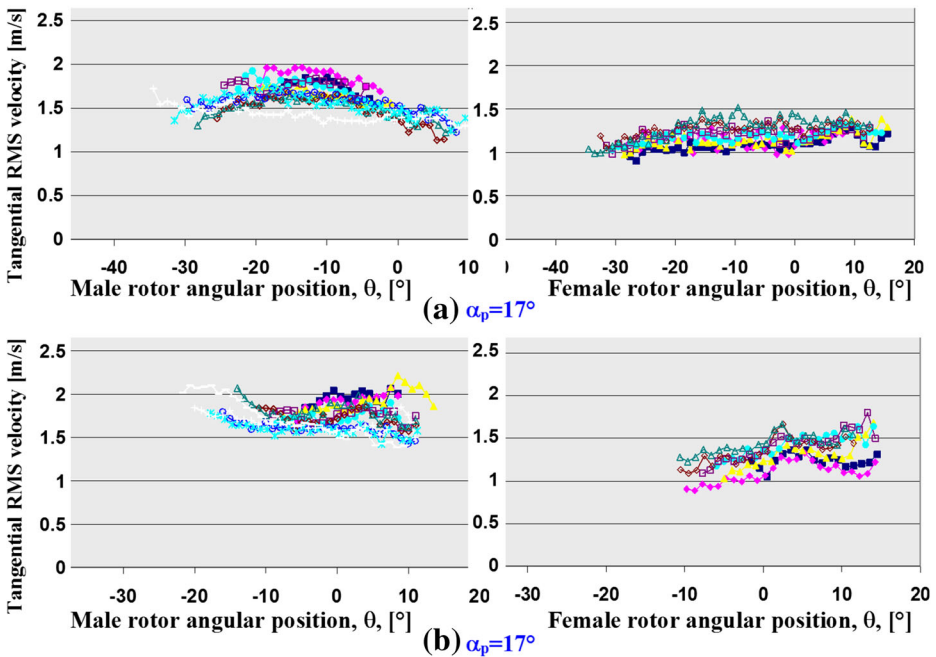 Tangential RMS velocity [m/s]
2.5
2
1.5
1
0.5
0
-40 -30 -20 -10 0 10
Male rotor angular position, θ, [°]
2.5
2
1.5
1
0.5
0
0 -40 -30 -20 -10 0 10 20
Female rotor angular position, θ, [°]
(a) αp=17°
Tangential RMS velocity [m/s]
2.5
2
1.5
1
0.5
0
-30 -20 -10 0 10
Male rotor angular position, θ, [°]
2.5
2
1.5
1
0.5
0
-30 -20 -10 0 10 20
Female rotor angular position, θ, [°]
(b) αp=17°